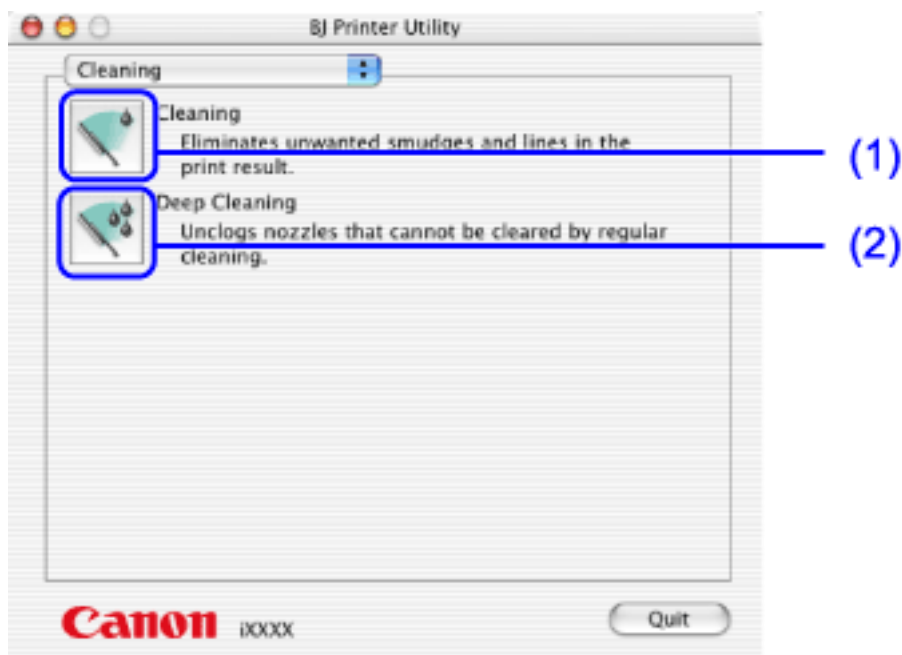 BJ Printer Utility
Cleaning
Cleaning
Eliminates unwanted smudges and lines in the
print result.
(1)
Deep Cleaning
Unclogs nozzles that cannot be cleared by regular
cleaning.
(2)
Canon iXXXX
Quit